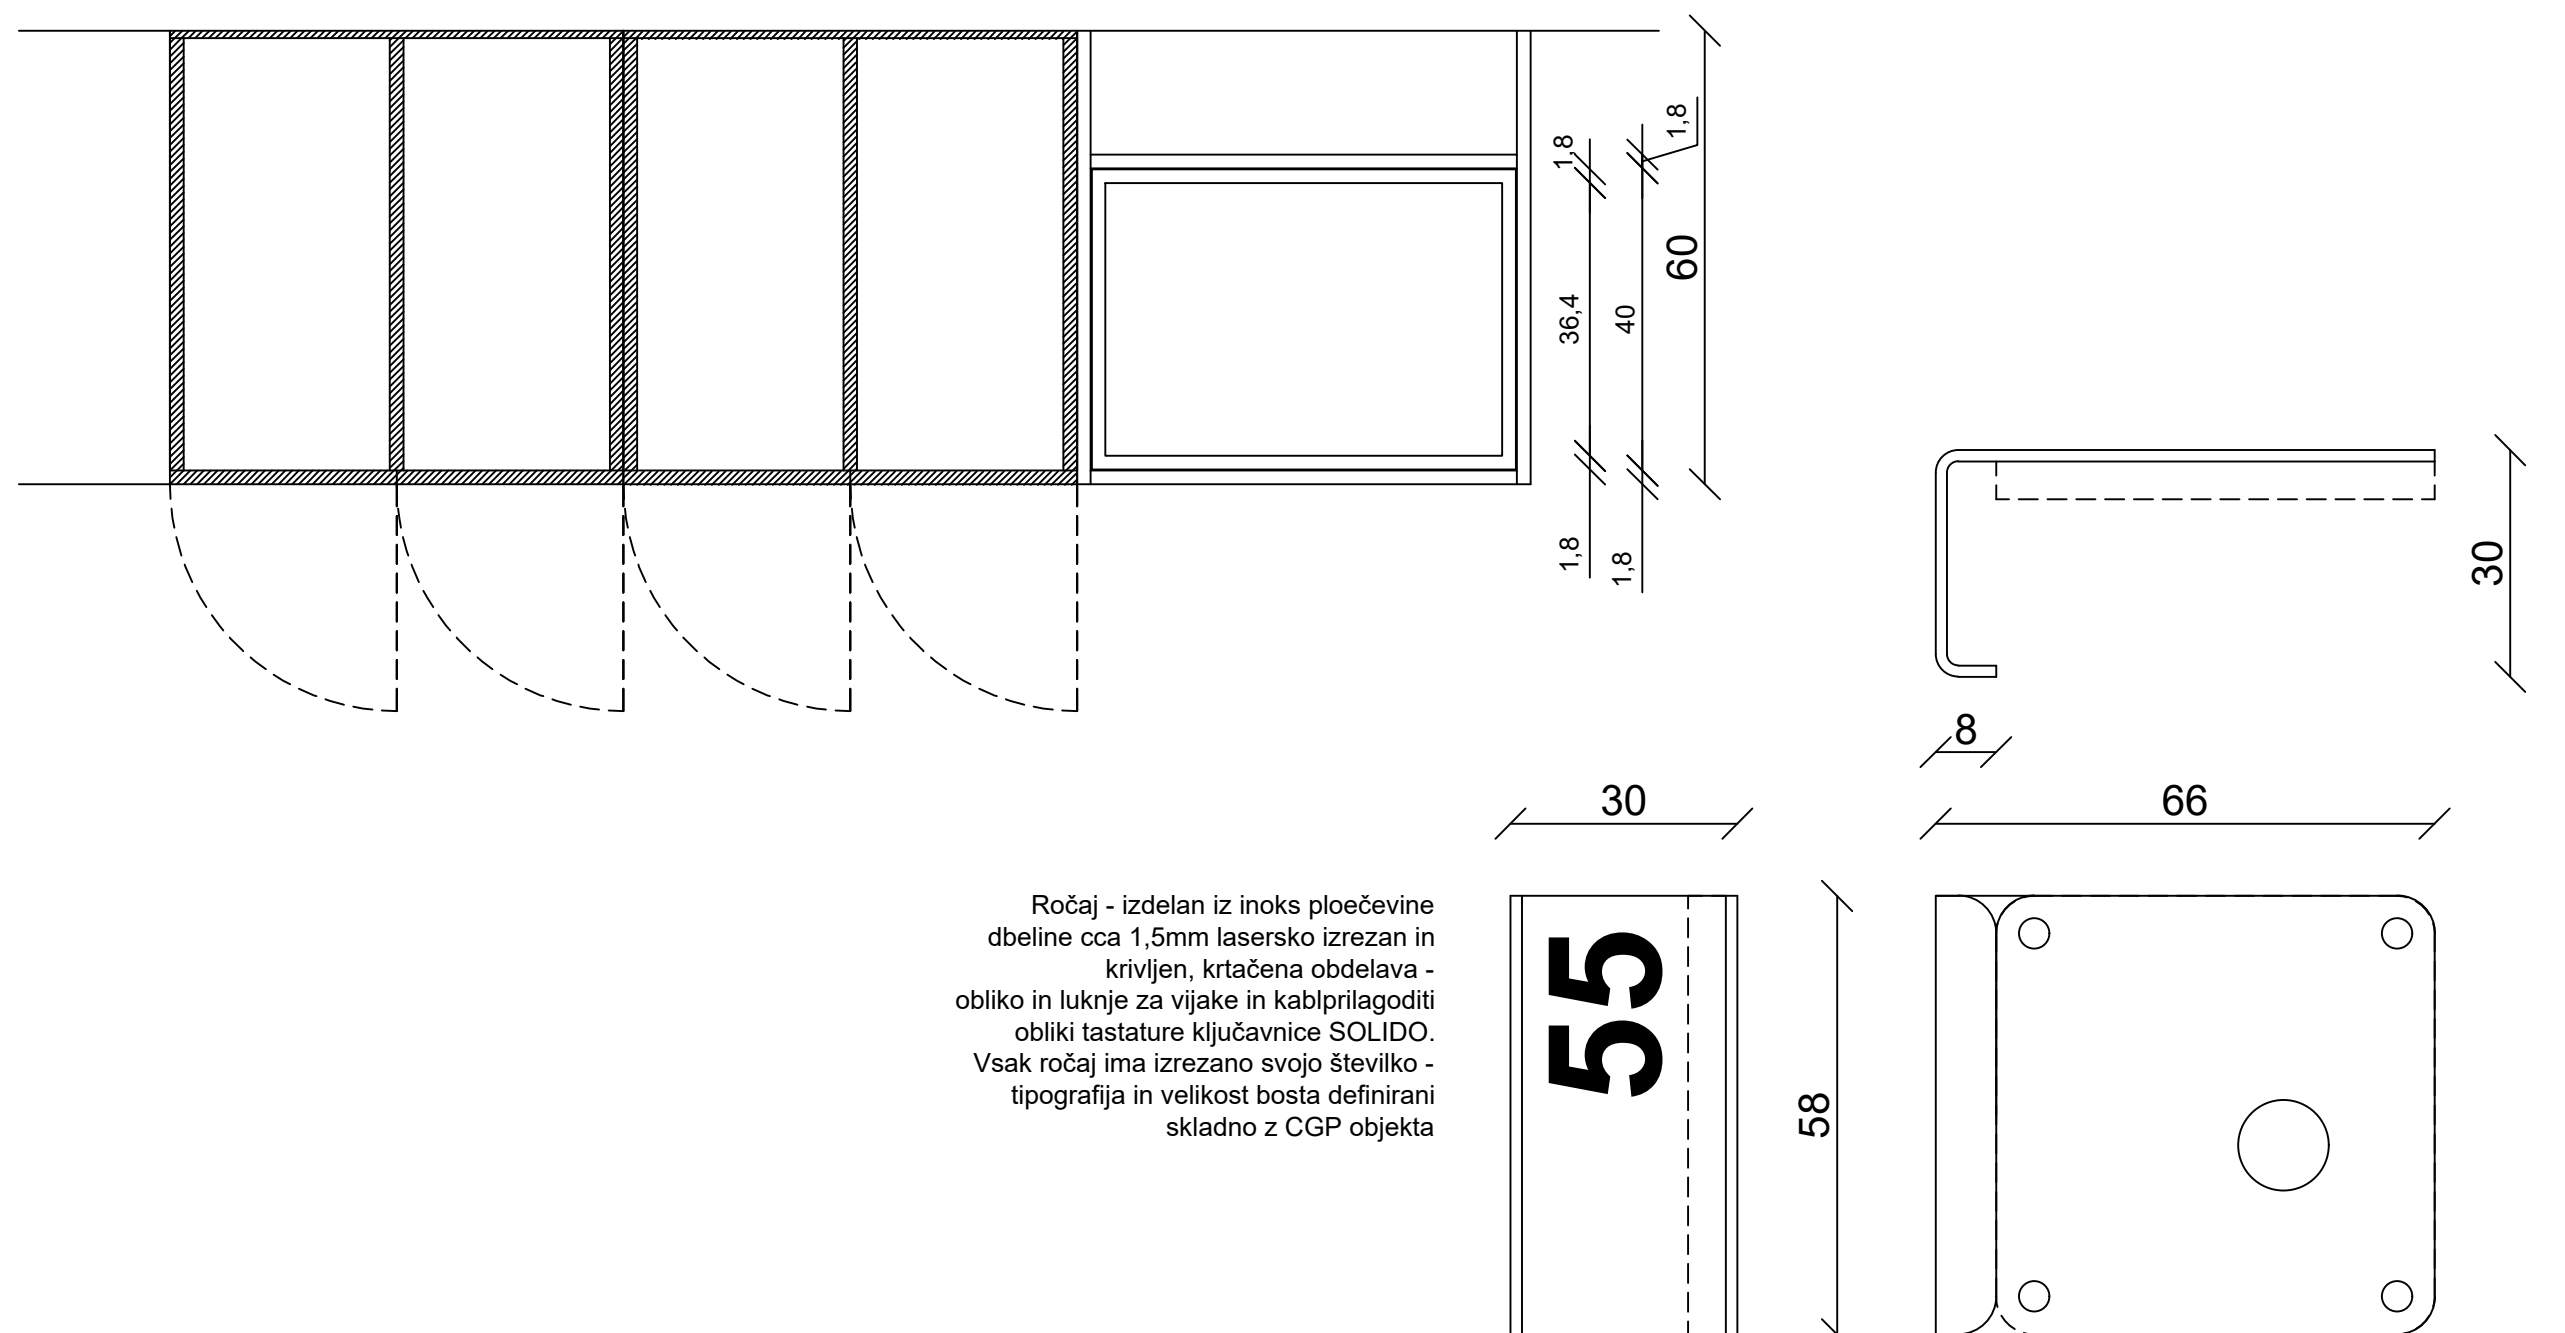 1,8
1,8
60
36,4
40
1,8
1,8
30
8
30
66
Ročaj - izdelan iz inoks ploečevine
dbeline cca 1,5mm lasersko izrezan in
krivljen, krtačena obdelava -
obliko in luknje za vijake in kablprilagoditi
obliki tastature ključavnice SOLIDO.
Vsak ročaj ima izrezano svojo številko -
tipografija in velikost bosta definirani
skladno z CGP objekta
55
58